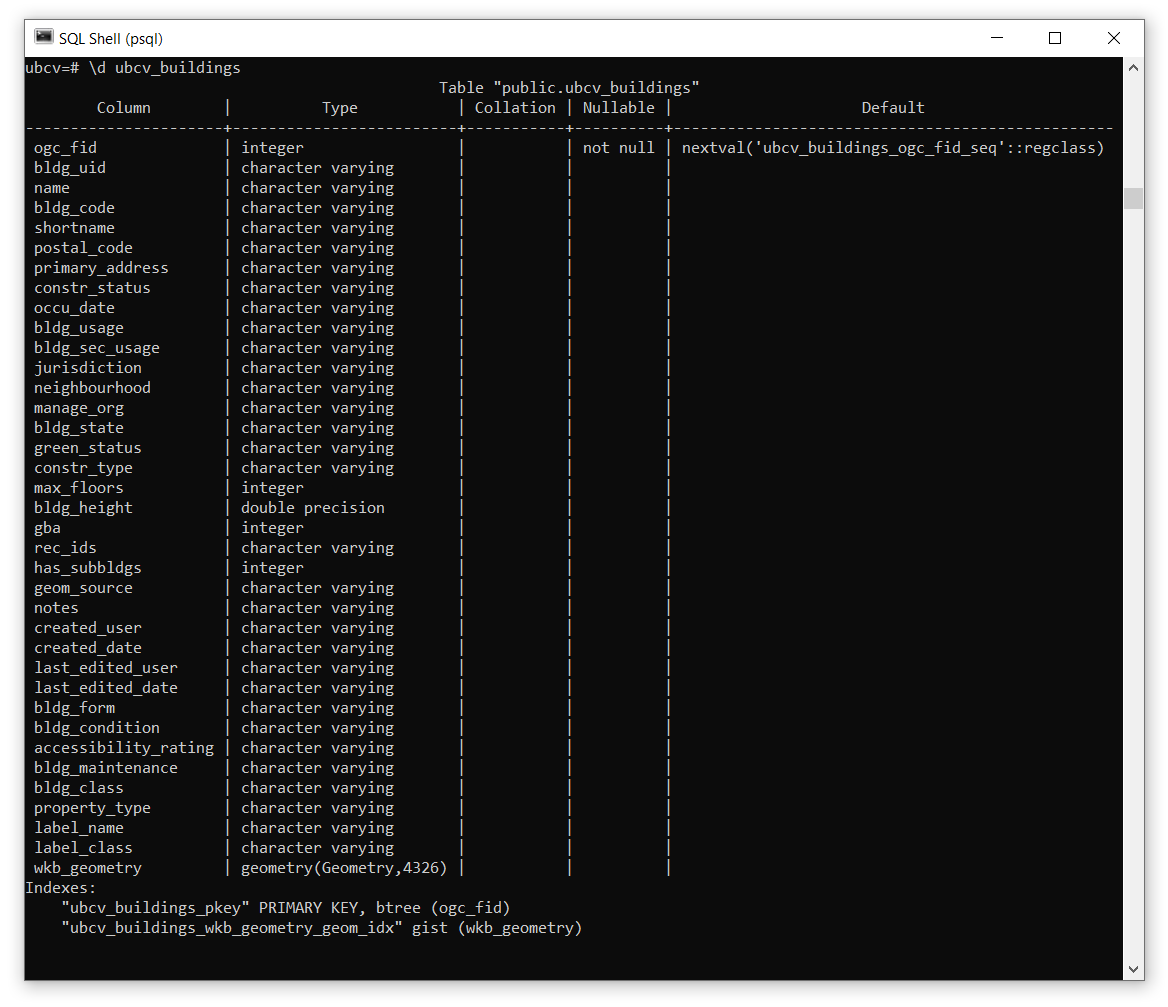 SQL Shell (psql)
ubcv=# \d ubcv_buildings
                                              Table "public.ubcv_buildings"
        Column        |          Type           | Collation | Nullable |                     Default
----------------------+-------------------------+-----------+----------+-------------------------------------------------
 ogc_fid              | integer                 |           | not null | nextval('ubcv_buildings_ogc_fid_seq'::regclass)
 bldg_uid             | character varying       |           |          |
 name                 | character varying       |           |          |
 bldg_code            | character varying       |           |          |
 shortname            | character varying       |           |          |
 postal_code          | character varying       |           |          |
 primary_address      | character varying       |           |          |
 constr_status        | character varying       |           |          |
 occu_date            | character varying       |           |          |
 bldg_usage           | character varying       |           |          |
 bldg_sec_usage       | character varying       |           |          |
 jurisdiction         | character varying       |           |          |
 neighbourhood        | character varying       |           |          |
 manage_org           | character varying       |           |          |
 bldg_state           | character varying       |           |          |
 green_status         | character varying       |           |          |
 constr_type          | character varying       |           |          |
 max_floors           | integer                 |           |          |
 bldg_height          | double precision        |           |          |
 gba                  | integer                 |           |          |
 rec_ids              | character varying       |           |          |
 has_subbldgs         | integer                 |           |          |
 geom_source          | character varying       |           |          |
 notes                | character varying       |           |          |
 created_user         | character varying       |           |          |
 created_date         | character varying       |           |          |
 last_edited_user     | character varying       |           |          |
 last_edited_date     | character varying       |           |          |
 bldg_form            | character varying       |           |          |
 bldg_condition       | character varying       |           |          |
 accessibility_rating | character varying       |           |          |
 bldg_maintenance     | character varying       |           |          |
 bldg_class           | character varying       |           |          |
 property_type        | character varying       |           |          |
 label_name           | character varying       |           |          |
 label_class          | character varying       |           |          |
 wkb_geometry         | geometry(Geometry,4326) |           |          |
Indexes:
    "ubcv_buildings_pkey" PRIMARY KEY, btree (ogc_fid)
    "ubcv_buildings_wkb_geometry_geom_idx" gist (wkb_geometry)